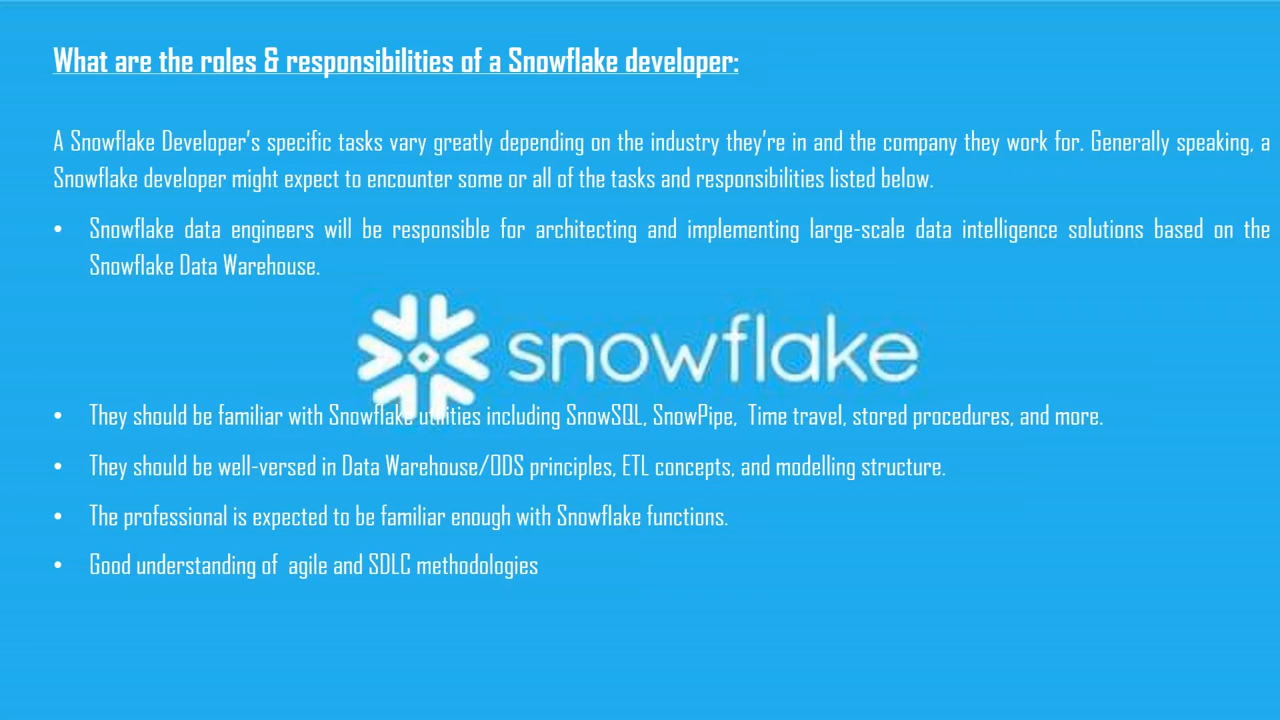 What are the roles & responsibilities of a Snowflake developer:
A Snowflake Developer's specific tasks vary greatly depending on the industry they're in and the company they work for. Generally speaking, a
Snowflake developer might expect to encounter some or all of the tasks and responsibilities listed below.
• Snowflake data engineers will be responsible for architecting and implementing large-scale data intelligence solutions based on the
Snowflake Data Warehouse.
snowflake
• They should be familiar with Snowflake utilities including SnowSQL, SnowPipe, Time travel, stored procedures, and more.
• They should be well-versed in Data Warehouse/ODS principles, ETL concepts, and modelling structure.
• The professional is expected to be familiar enough with Snowflake functions.
• Good understanding of agile and SDLC methodologies